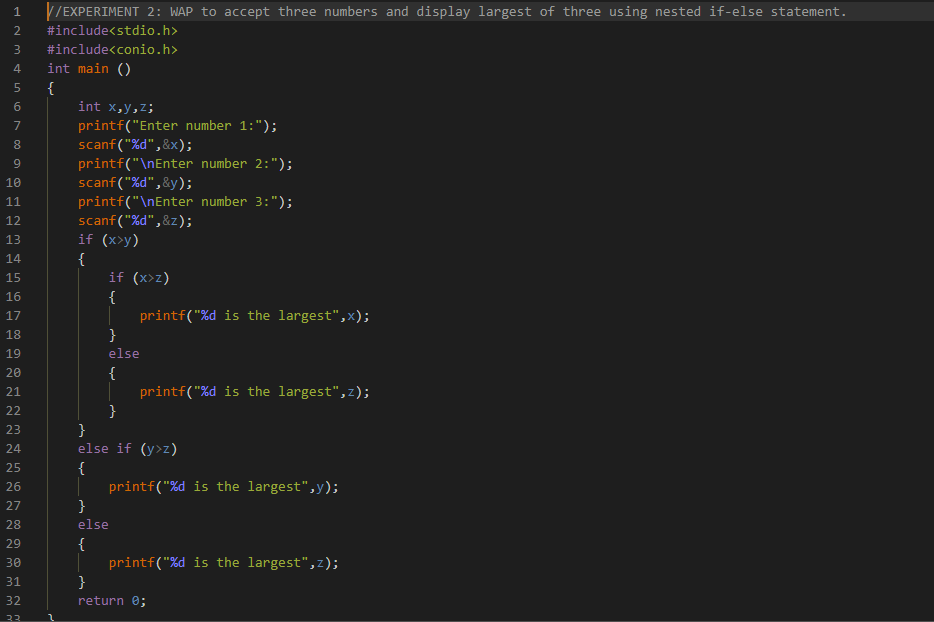 1 //EXPERIMENT 2: WAP to accept three numbers and display largest of three using nested if-else statement.
2 #include<stdio.h>
3 #include<conio.h>
4 int main ()
5 {
6     int x,y,z;
7     printf("Enter number 1:");
8     scanf("%d",&x);
9     printf("\nEnter number 2:");
10     scanf("%d",&y);
11     printf("\nEnter number 3:");
12     scanf("%d",&z);
13     if (x>y)
14     {
15         if (x>z)
16         {
17             printf("%d is the largest",x);
18         }
19         else
20         {
21             printf("%d is the largest",z);
22         }
23     }
24     else if (y>z)
25     {
26         printf("%d is the largest",y);
27     }
28     else
29     {
30         printf("%d is the largest",z);
31     }
32     return 0;
33 }